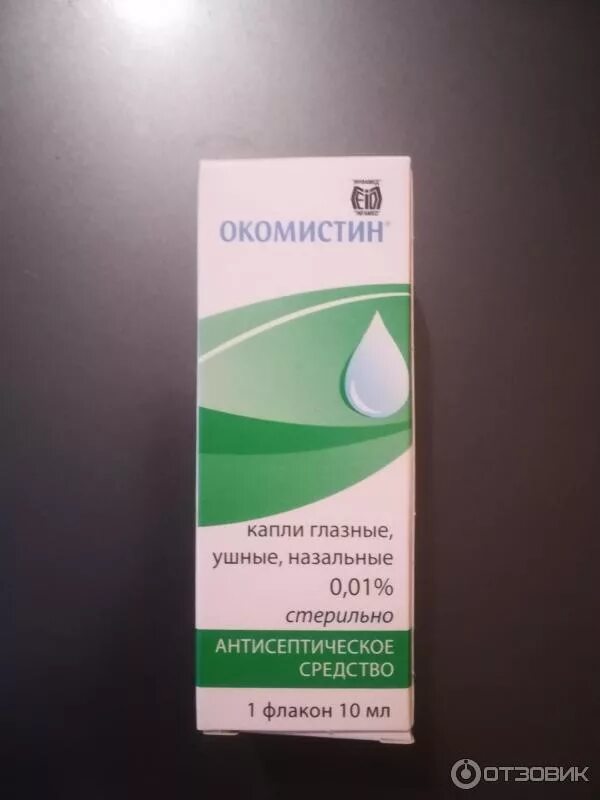 ОКОМИСТИН®
капли глазные,
ушные, назальные
0,01%
стерильно
АНТИСЕПТИЧЕСКОЕ
СРЕДСТВО
1 флакон 10 мл
ОТЗОВИК